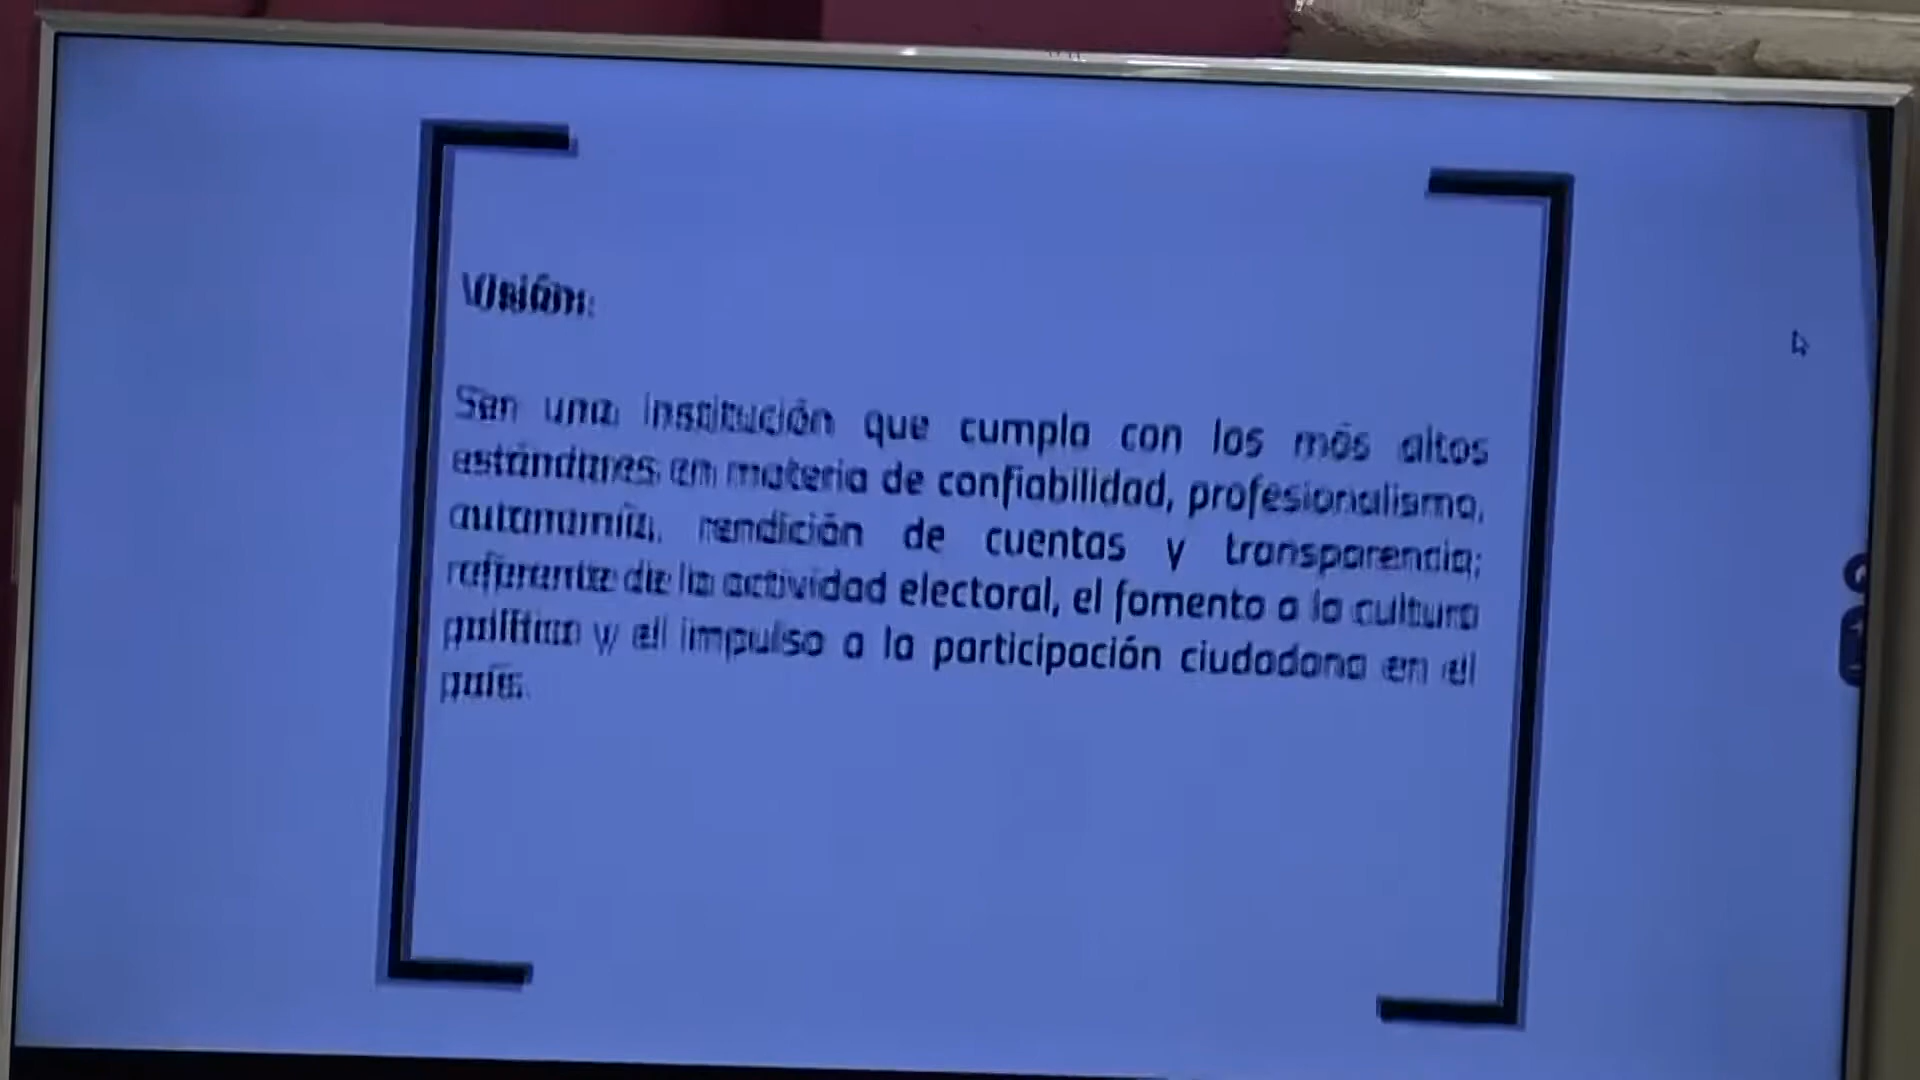 Visión:
Ser una institución que cumpla con los más altos
estándares en materia de confiabilidad, profesionalismo,
autonomía, rendición de cuentas y transparencia;
referente de la actividad electoral, el fomento a la cultura
política y el impulso a la participación ciudadana en el
país.